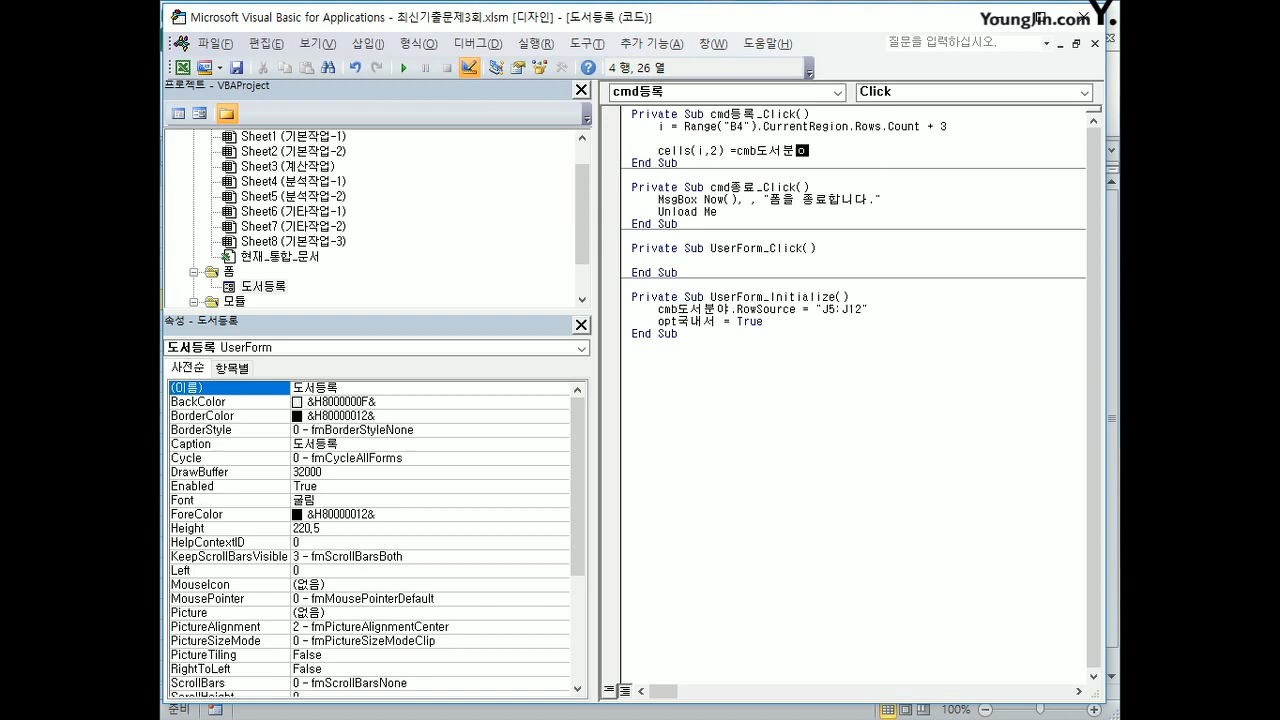 Microsoft Visual Basic for Applications - 최신기출문제3회.xlsm [디자인] - [도서등록 (코드)]
YoungJin.com Y.
파일(F) 편집(E) 보기(V) 삽입(I) 형식(O) 디버그(D) 실행(R) 도구(T) 추가 기능(A) 창(W) 도움말(H) 질문을 입력하십시오.
4 행, 26 열
프로젝트 - VBAProject
Sheet1 (기본작업-1)
Sheet2 (기본작업-2)
Sheet3 (계산작업)
Sheet4 (분석작업-1)
Sheet5 (분석작업-2)
Sheet6 (기타작업-1)
Sheet7 (기타작업-2)
Sheet8 (기본작업-3)
현재_통합_문서
폼
도서등록
모듈
속성 - 도서등록
도서등록 UserForm
사전순 항목별
(이름) 도서등록
BackColor &H8000000F&
BorderColor &H80000012&
BorderStyle 0 - fmBorderStyleNone
Caption 도서등록
Cycle 0 - fmCycleAllForms
DrawBuffer 32000
Enabled True
Font 굴림
ForeColor &H80000012&
Height 220,5
HelpContextID 0
KeepScrollBarsVisible 3 - fmScrollBarsBoth
Left 0
MouseIcon (없음)
MousePointer 0 - fmMousePointerDefault
Picture (없음)
PictureAlignment 2 - fmPictureAlignmentCenter
PictureSizeMode 0 - fmPictureSizeModeClip
PictureTiling False
RightToLeft False
ScrollBars 0 - fmScrollBarsNone
ScrollHeight 0
cmd등록 Click
Private Sub cmd등록_Click()
i = Range("B4").CurrentRegion.Rows.Count + 3
cells(i,2) =cmb도서분ㅇ
End Sub
Private Sub cmd종료_Click()
MsgBox Now(), , "폼을 종료합니다."
Unload Me
End Sub
Private Sub UserForm_Click()
End Sub
Private Sub UserForm_Initialize()
cmb도서분야.RowSource = "J5:J12"
opt국내서 = True
End Sub
준비 100%